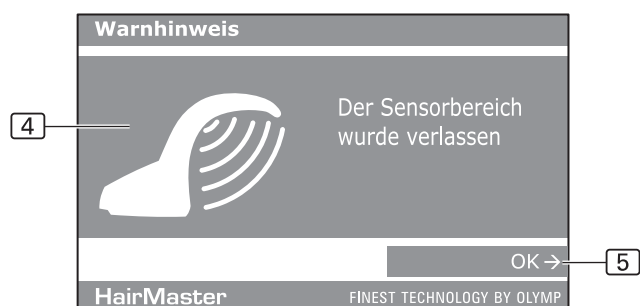 Warnhinweis
4
Der Sensorbereich
wurde verlassen
OK →
5
HairMaster FINEST TECHNOLOGY BY OLYMP